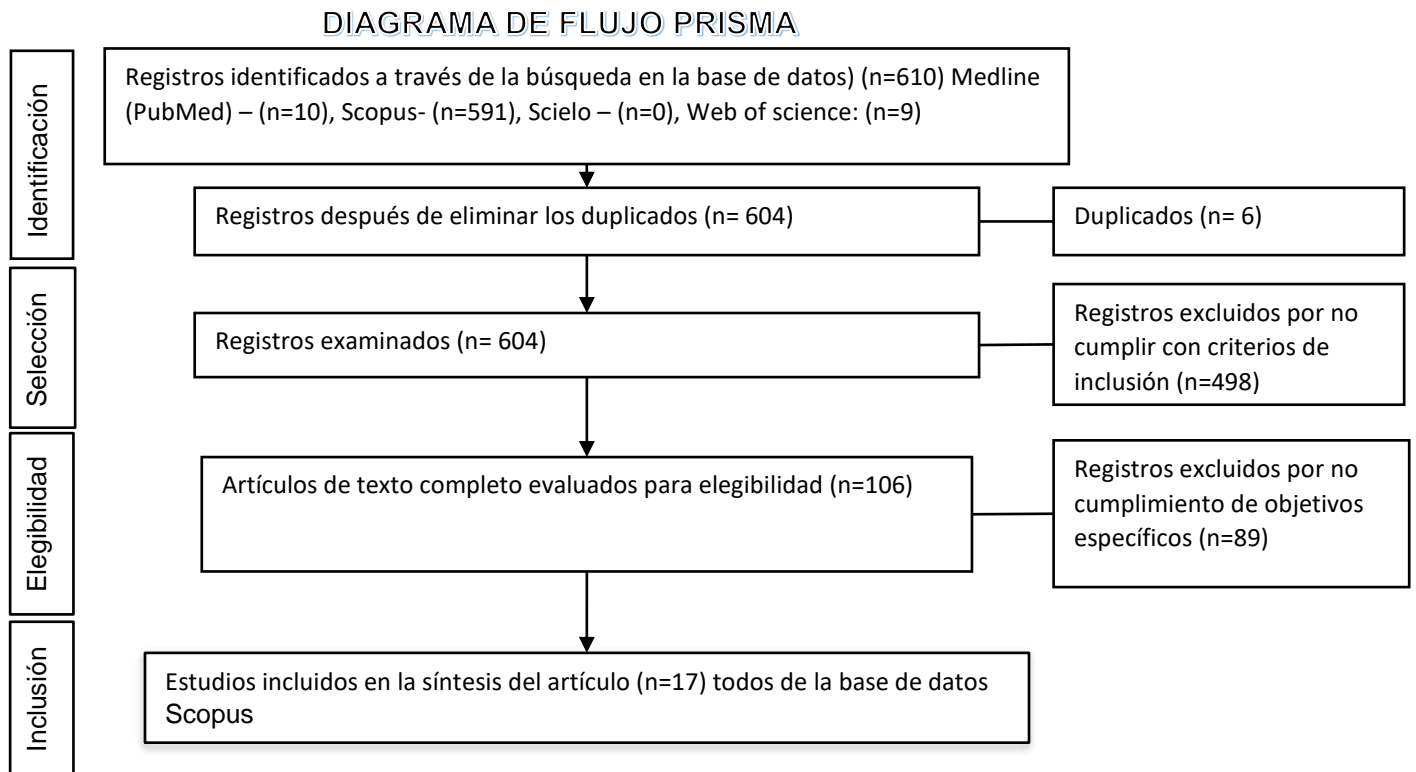 DIAGRAMA DE FLUJO PRISMA
Identificación
Registros identificados a través de la búsqueda en la base de datos) (n=610) Medline
(PubMed) – (n=10), Scopus- (n=591), Scielo – (n=0), Web of science: (n=9)
Registros después de eliminar los duplicados (n= 604)
Duplicados (n= 6)
Selección
Registros examinados (n= 604)
Registros excluidos por no
cumplir con criterios de
inclusión (n=498)
Elegibilidad
Artículos de texto completo evaluados para elegibilidad (n=106)
Registros excluidos por no
cumplimiento de objetivos
específicos (n=89)
Inclusión
Estudios incluidos en la síntesis del artículo (n=17) todos de la base de datos
Scopus